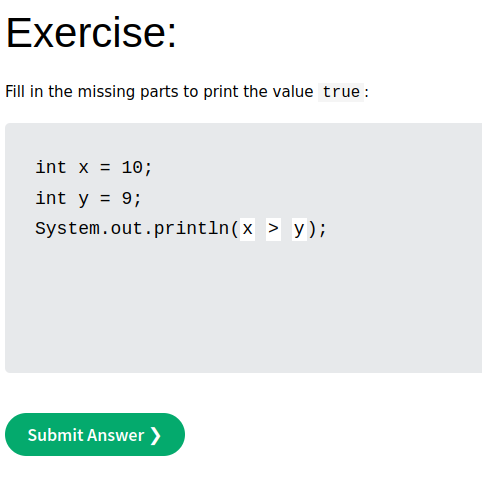 Exercise:
Fill in the missing parts to print the value true:
int x = 10;
int y = 9;
System.out.println(x > y);
Submit Answer ❯